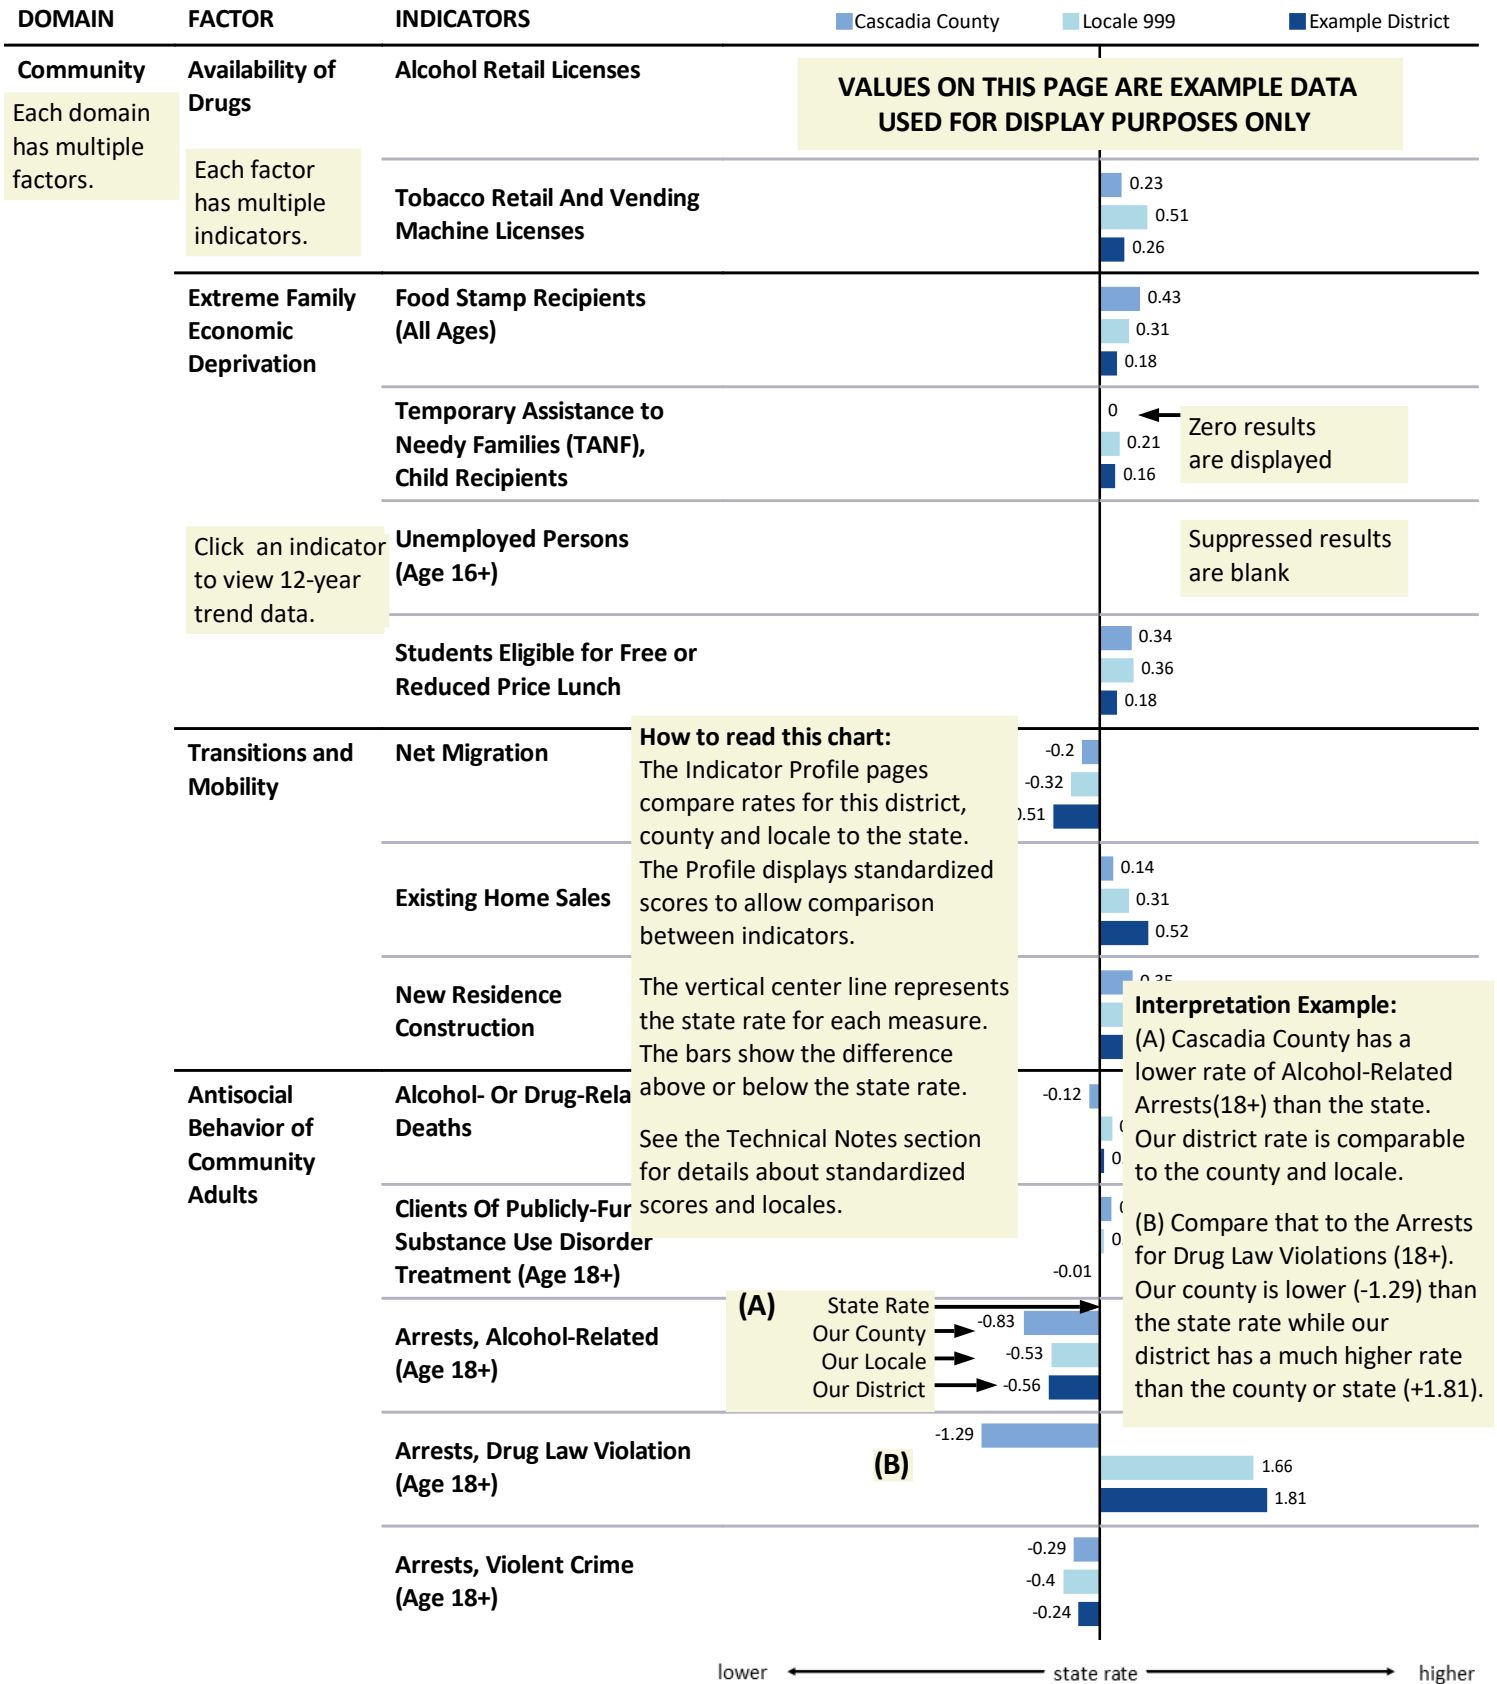 DOMAIN FACTOR INDICATORS Cascadia County Locale 999 Example District
Community
Each domain
has multiple
factors.
Availability of
Drugs
Each factor
has multiple
indicators.
Alcohol Retail Licenses
VALUES ON THIS PAGE ARE EXAMPLE DATA
USED FOR DISPLAY PURPOSES ONLY
Tobacco Retail And Vending
Machine Licenses
0.23
0.51
0.26
Extreme Family
Economic
Deprivation
Food Stamp Recipients
(All Ages)
0.43
0.31
0.18
Temporary Assistance to
Needy Families (TANF),
Child Recipients
0
0.21
0.16
Zero results
are displayed
Click an indicator
to view 12-year
trend data.
Unemployed Persons
(Age 16+)
Suppressed results
are blank
Students Eligible for Free or
Reduced Price Lunch
0.34
0.36
0.18
Transitions and
Mobility
Net Migration
-0.2
-0.32
.51
How to read this chart:
The Indicator Profile pages
compare rates for this district,
county and locale to the state.
The Profile displays standardized
scores to allow comparison
between indicators.
The vertical center line represents
the state rate for each measure.
The bars show the difference
above or below the state rate.
See the Technical Notes section
for details about standardized
scores and locales.
Existing Home Sales
0.14
0.31
0.52
New Residence
Construction
Interpretation Example:
(A) Cascadia County has a
lower rate of Alcohol-Related
Arrests(18+) than the state.
Our district rate is comparable
to the county and locale.
(B) Compare that to the Arrests
for Drug Law Violations (18+).
Our county is lower (-1.29) than
the state rate while our
district has a much higher rate
than the county or state (+1.81).
Antisocial
Behavior of
Community
Adults
Alcohol- Or Drug-Rela
Deaths
-0.12
0.
Clients Of Publicly-Fun
Substance Use Disorder
Treatment (Age 18+)
0.
-0.01
Arrests, Alcohol-Related
(Age 18+)
(A) State Rate
Our County -0.83
Our Locale -0.53
Our District -0.56
Arrests, Drug Law Violation
(Age 18+)
(B)
-1.29
1.66
1.81
Arrests, Violent Crime
(Age 18+)
-0.29
-0.4
-0.24
lower state rate higher